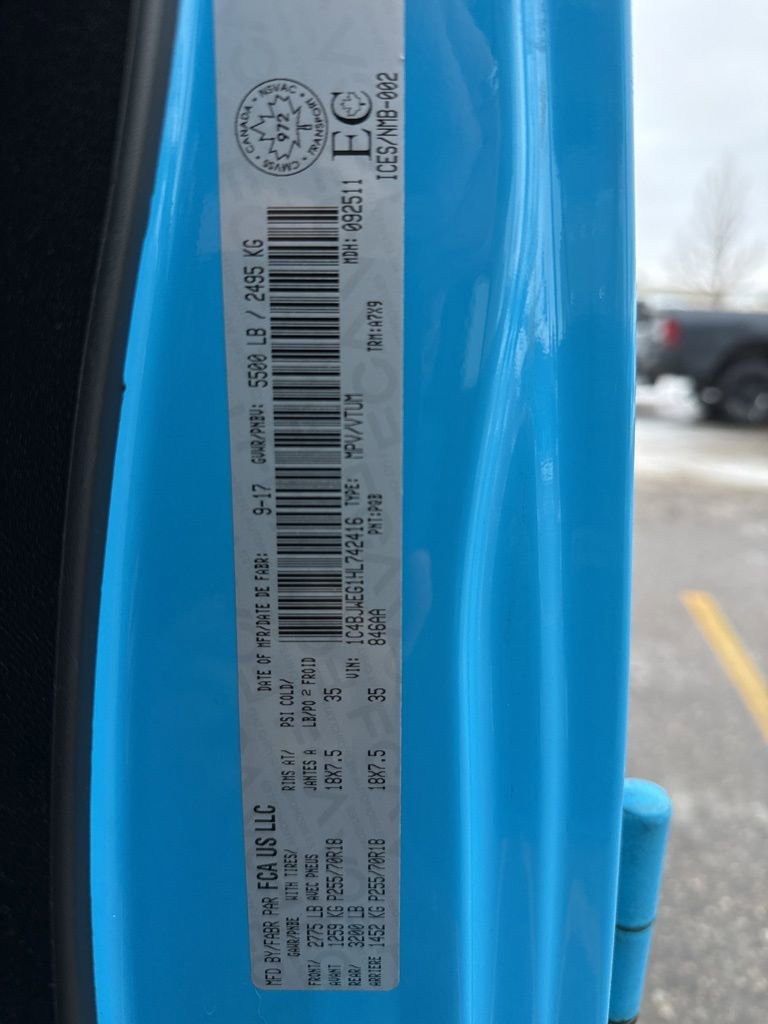 MFD BY/FABR PAR FCA US LLC
DATE OF MFR/DATE DE FABR: 9-17 GVWR/PNBV: 5500 LB / 2495 KG
GAWR/PNBE WITH TIRES/ RIMS AT/ PSI COLD/
FRONT/ 2775 LB AVEC PNEUS JANTES A LB/PO 2 FROID
AVANT 1259 KG P255/70R18 18X7.5 35
REAR/ 3200 LB
ARRIERE 1452 KG P255/70R18 18X7.5 35
VIN: 1C4BJWEG1HL742416 TYPE: MPV/VTUM MDH: 092511
846AA PNT:PQB TRM:A7X9
CANADA NSVAC
972
CMVSS TRANSPORT
EC
ICES/NMB-002